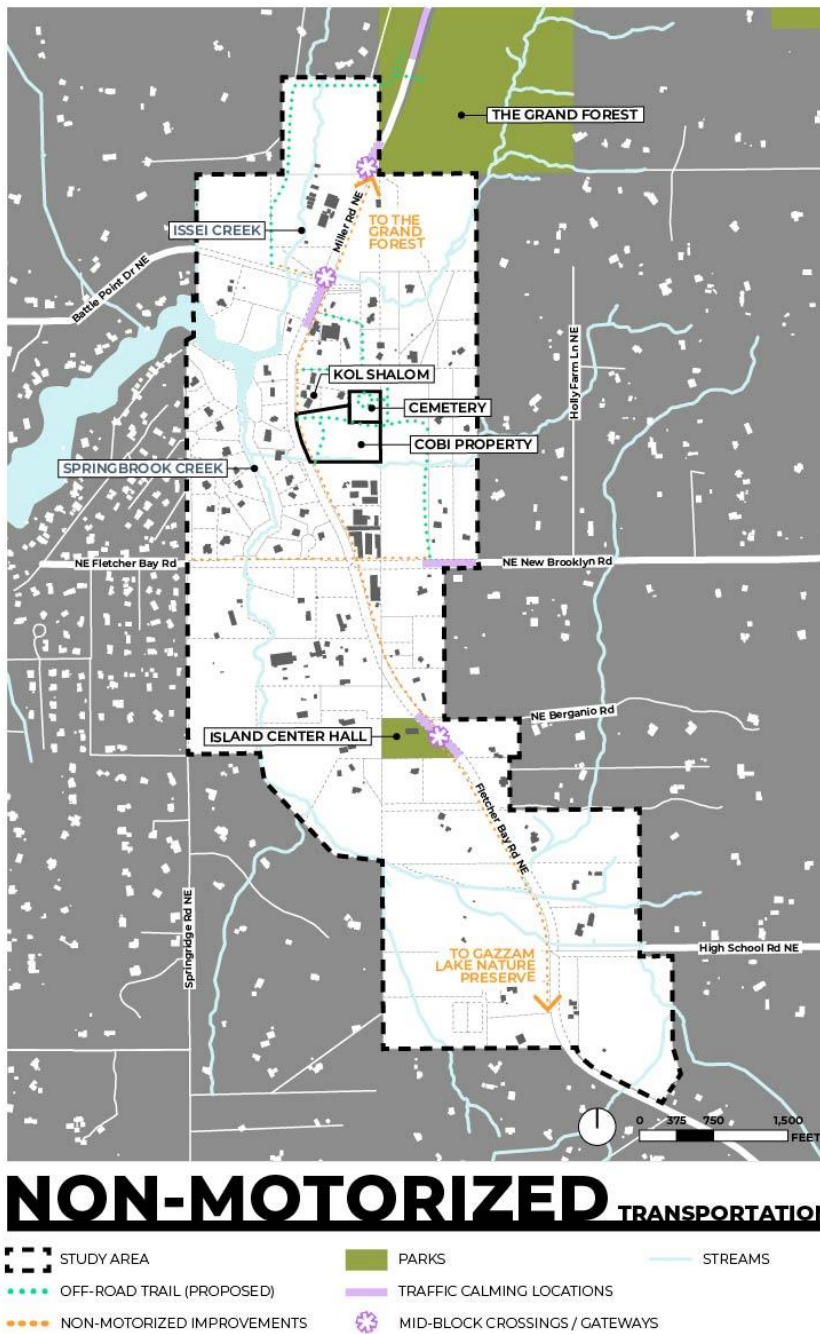 THE GRAND FOREST
TO THE
GRAND
FOREST
Miller Rd NE
ISSEI CREEK
Battle Point Dr NE
Holly Farm Ln NE
KOL SHALOM
CEMETERY
COBI PROPERTY
SPRINGBROOK CREEK
NE Fletcher Bay Rd
NE New Brooklyn Rd
NE Berganio Rd
ISLAND CENTER HALL
Fletcher Bay Rd NE
Springridge Rd NE
High School Rd NE
TO GAZZAM
LAKE NATURE
PRESERVE
0 375 750 1,500
FEET
NON-MOTORIZED TRANSPORTATION
STUDY AREA
PARKS
STREAMS
OFF-ROAD TRAIL (PROPOSED)
TRAFFIC CALMING LOCATIONS
NON-MOTORIZED IMPROVEMENTS
MID-BLOCK CROSSINGS / GATEWAYS